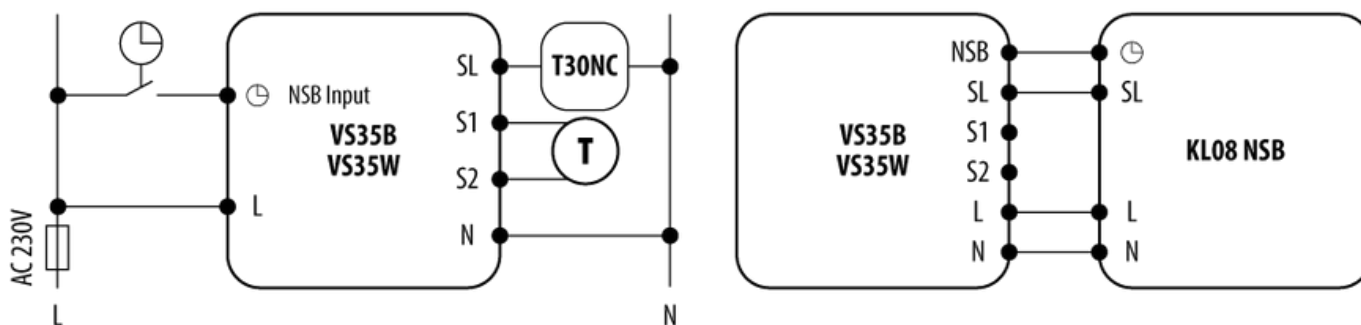 NSB Input
VS35B
VS35W
L
SL
S1
S2
N
T30NC
T
AC 230V
L
N
VS35B
VS35W
NSB
SL
S1
S2
L
N
SL
L
N
KL08 NSB